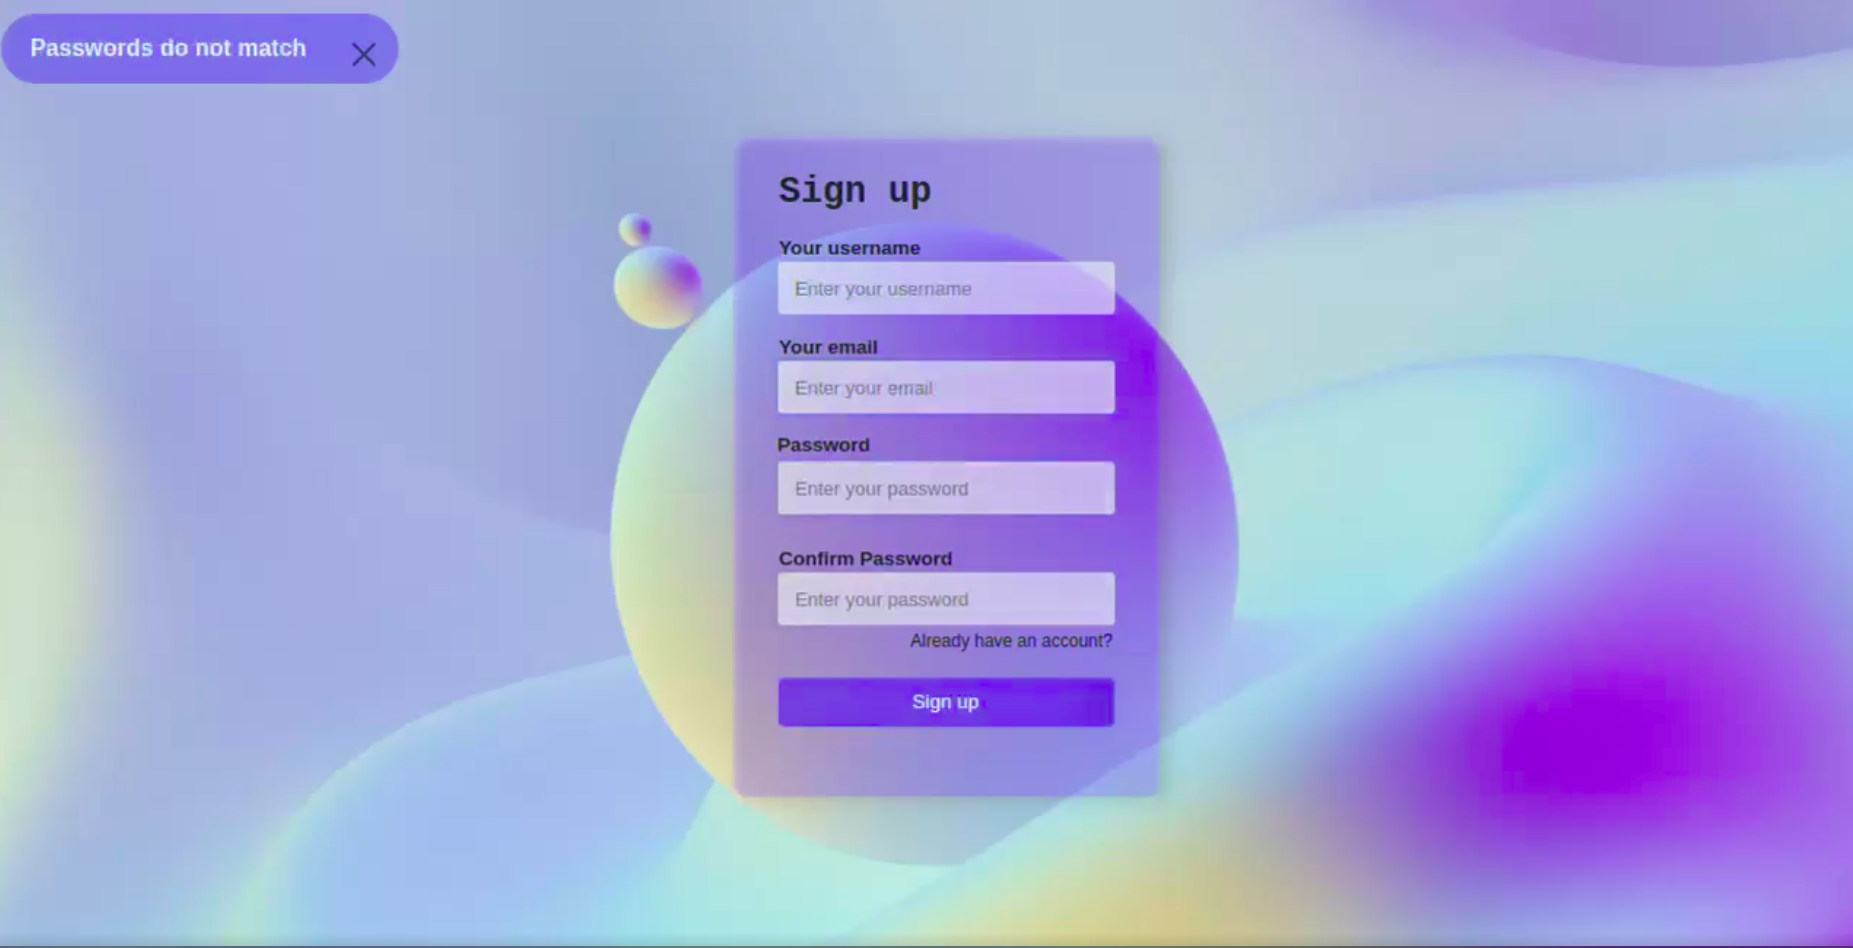 Passwords do not match
Sign up
Your username
Enter your username
Your email
Enter your email
Password
Enter your password
Confirm Password
Enter your password
Already have an account?
Sign up